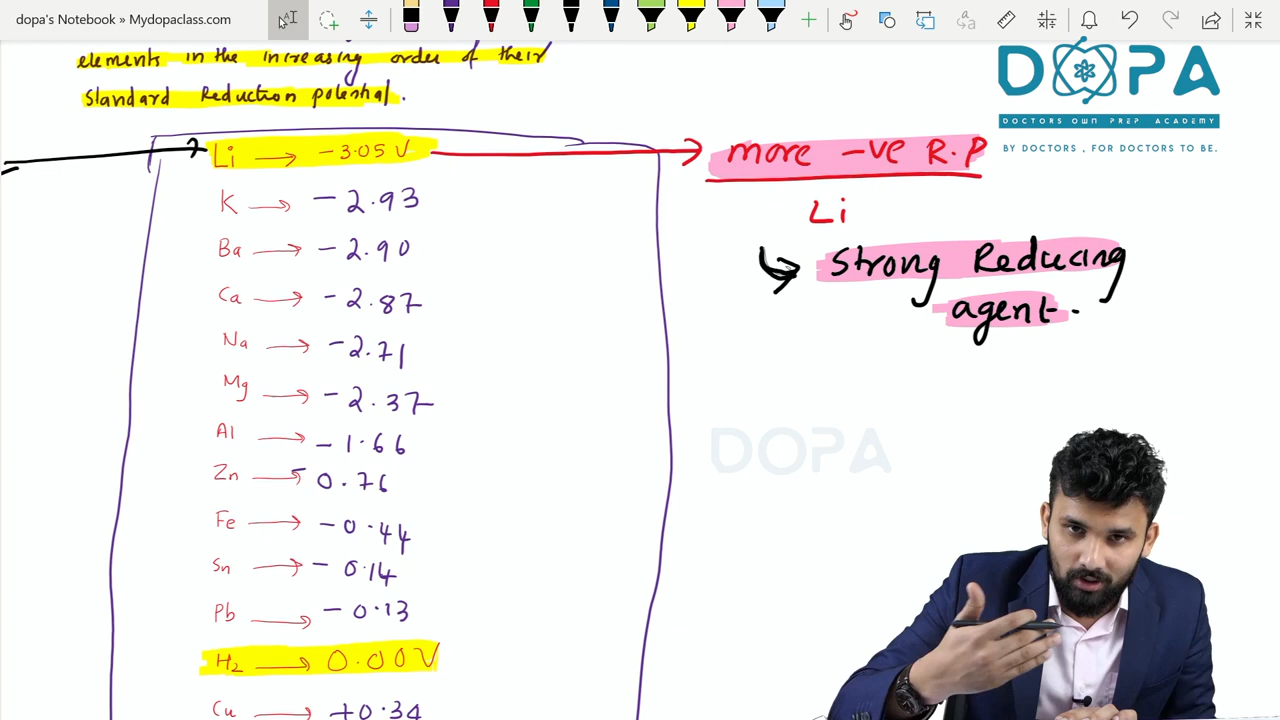 dopa's Notebook » Mydopaclass.com
elements in the increasing order of their
Standard Reduction potential.
DOPA
DOCTORS OWN PREP ACADEMY
BY DOCTORS , FOR DOCTORS TO BE.
Li → -3.05 V → more -ve R.P
K → -2.93
Li
Ba → -2.90
↳ Strong Reducing
agent.
Ca → -2.87
Na → -2.71
Mg → -2.37
Al → -1.66
DOPA
Zn → -0.76
Fe → -0.44
Sn → -0.14
Pb → -0.13
H2 → 0.00V
Cu → +0.34